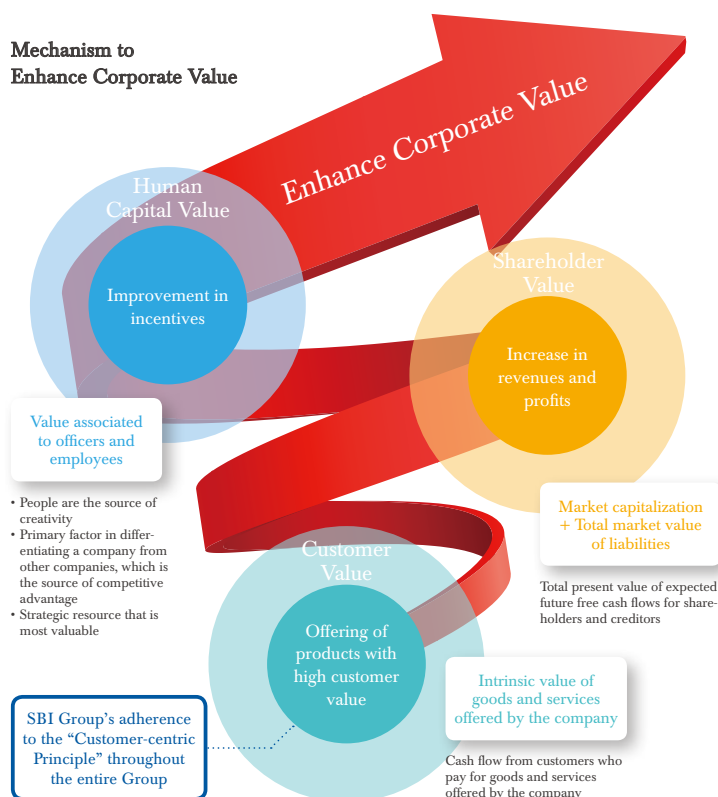 Mechanism to
Enhance Corporate Value
Enhance Corporate Value
Human
Capital Value
Improvement in
incentives
Value associated
to officers and
employees
• People are the source of
creativity
• Primary factor in differ-
entiating a company from
other companies, which is
the source of competitive
advantage
• Strategic resource that is
most valuable
Shareholder
Value
Increase in
revenues and
profits
Market capitalization
+ Total market value
of liabilities
Total present value of expected
future free cash flows for share-
holders and creditors
Customer
Value
Offering of
products with
high customer
value
Intrinsic value of
goods and services
offered by the company
Cash flow from customers who
pay for goods and services
offered by the company
SBI Group's adherence
to the “Customer-centric
Principle” throughout
the entire Group